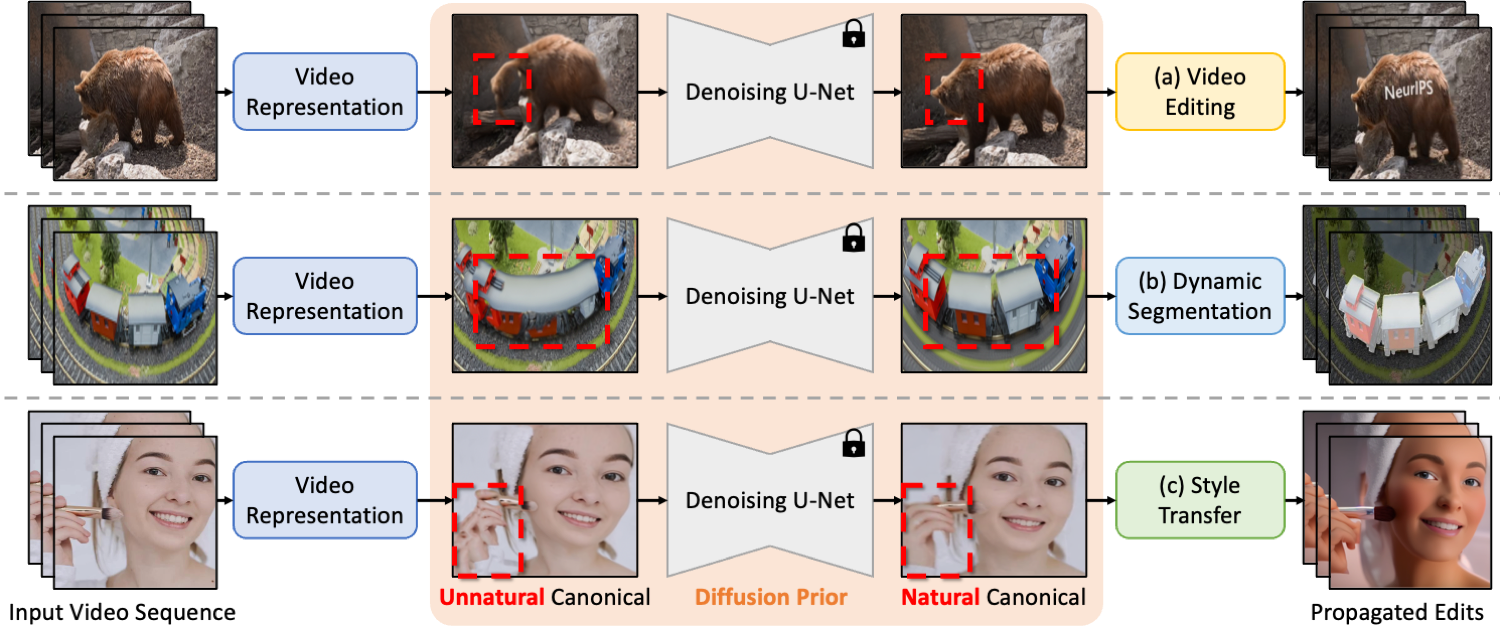 Video
Representation
Denoising U-Net
(a) Video
Editing
NeurIPS
Video
Representation
Denoising U-Net
(b) Dynamic
Segmentation
Video
Representation
Denoising U-Net
(c) Style
Transfer
Input Video Sequence
Unnatural Canonical
Diffusion Prior
Natural Canonical
Propagated Edits